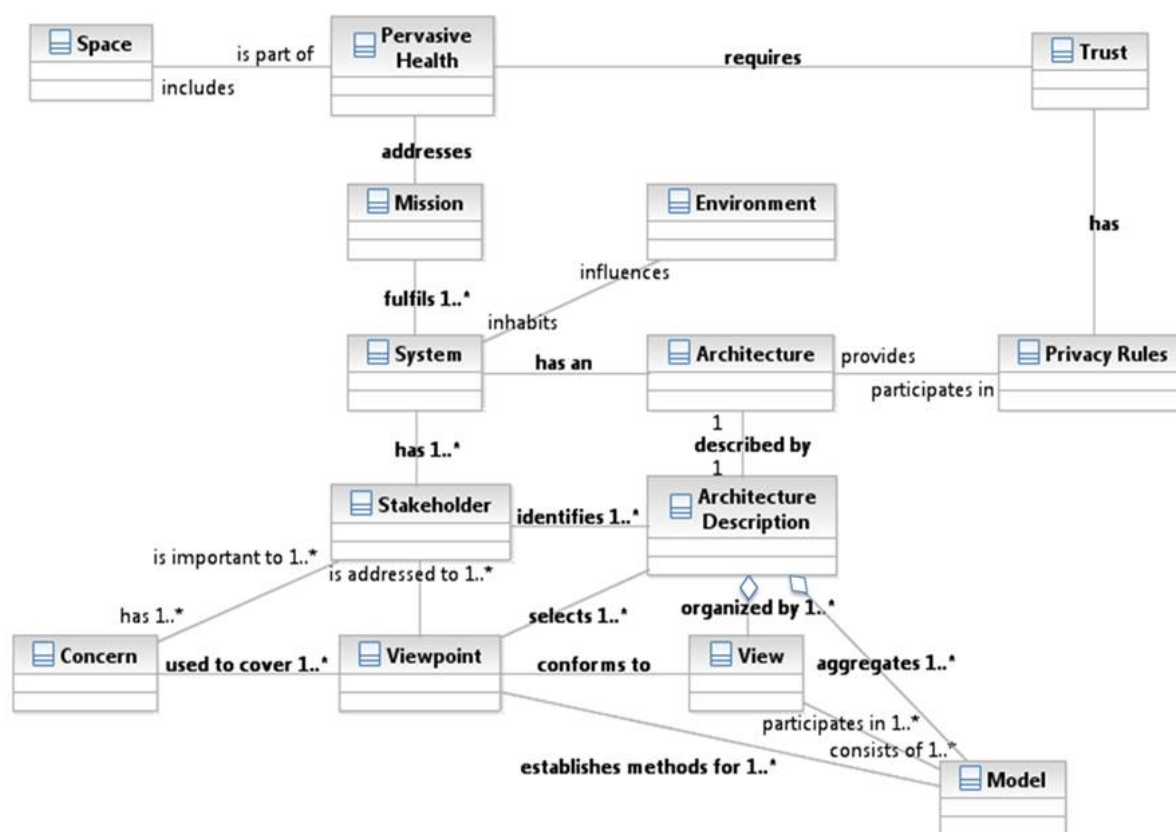 Space
is part of
includes
Pervasive
Health
requires
Trust
addresses
Mission
Environment
has
influences
fulfils 1..*
inhabits
System
has an
Architecture
provides
participates in
Privacy Rules
1
described by
1
has 1..*
Stakeholder
identifies 1..*
Architecture
Description
is important to 1..*
is addressed to 1..*
has 1..*
selects 1..*
organized by 1..*
Concern
used to cover 1..*
Viewpoint
conforms to
View
aggregates 1..*
participates in 1..*
consists of 1..*
establishes methods for 1..*
Model